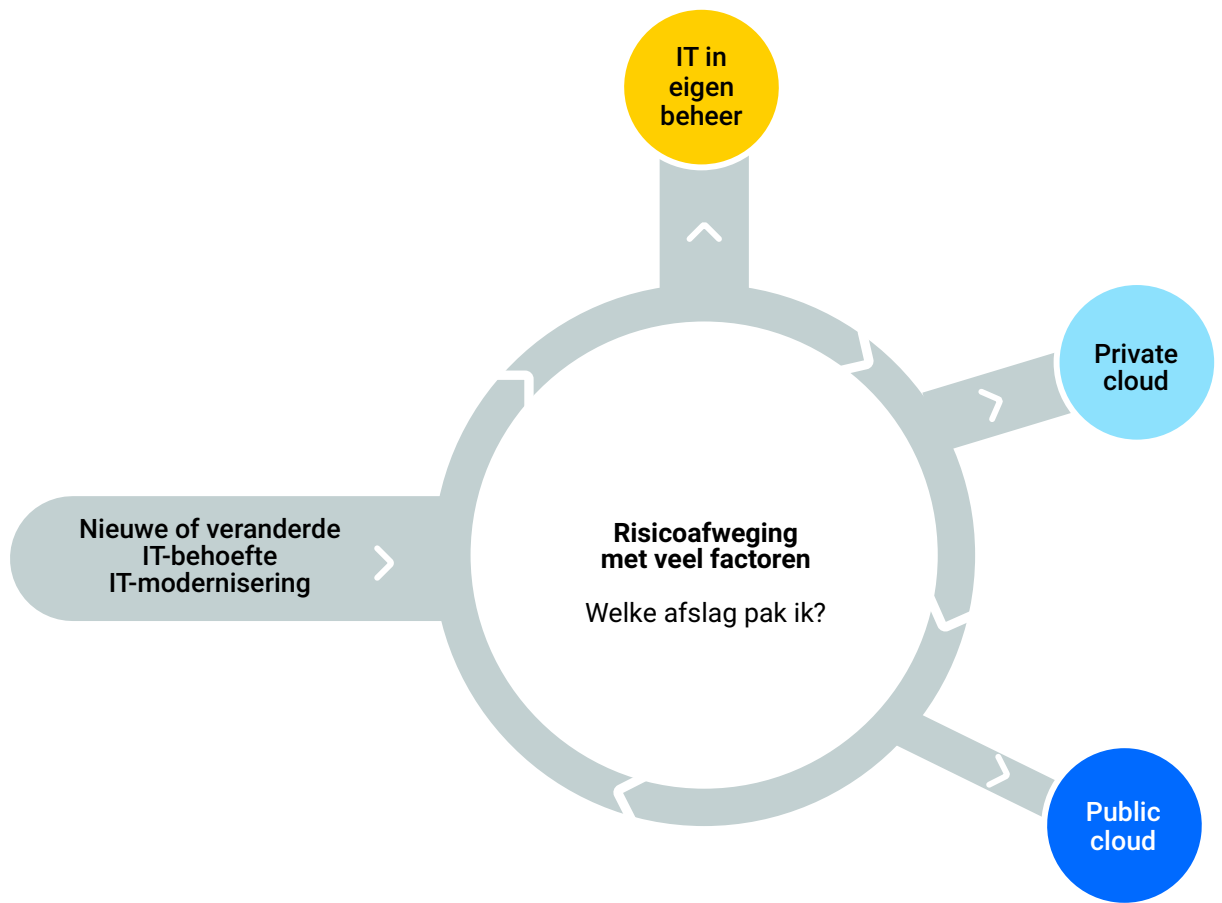 IT in
eigen
beheer
Private
cloud
Nieuwe of veranderde
IT-behoefte
IT-modernisering
Risicoafweging
met veel factoren
Welke afslag pak ik?
Public
cloud